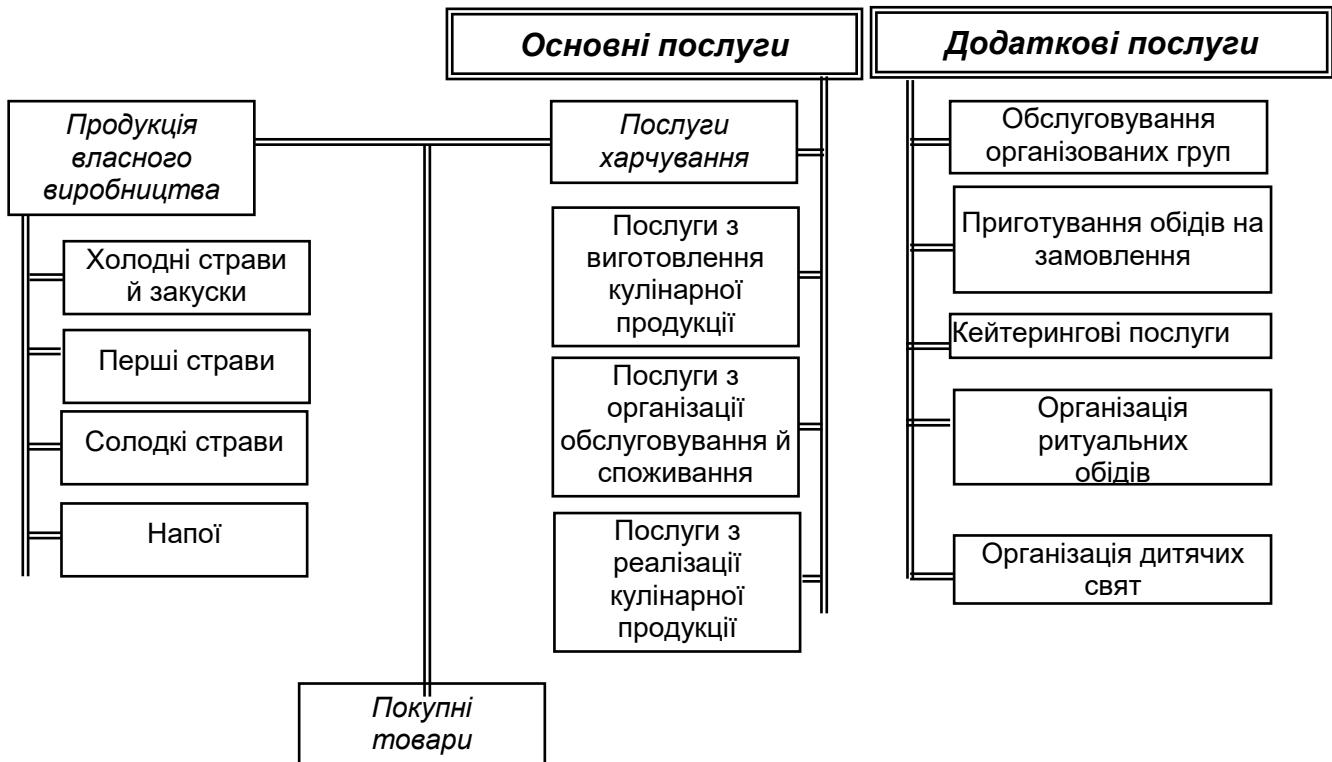 Основні послуги
Додаткові послуги
Продукція
власного
виробництва
Холодні страви
й закуски
Перші страви
Солодкі страви
Напої
Послуги
харчування
Послуги з
виготовлення
кулінарної
продукції
Послуги з
організації
обслуговування й
споживання
Послуги з
реалізації
кулінарної
продукції
Обслуговування
організованих груп
Приготування обідів на
замовлення
Кейтерингові послуги
Організація
ритуальних
обідів
Організація дитячих
свят
Покупні
товари